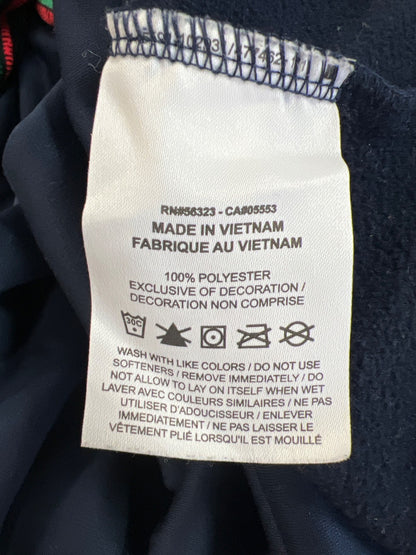 RN#56323 - CA#05553
MADE IN VIETNAM
FABRIQUE AU VIETNAM
100% POLYESTER
EXCLUSIVE OF DECORATION /
DECORATION NON COMPRISE
30C
WASH WITH LIKE COLORS / DO NOT USE
SOFTENERS / REMOVE IMMEDIATELY / DO
NOT ALLOW TO LAY ON ITSELF WHEN WET
LAVER AVEC COULEURS SIMILAIRES / NE PAS
UTILISER D'ADOUCISSEUR / ENLEVER
IMMÉDIATEMENT / NE PAS LAISSER LE
VÊTEMENT PLIÉ LORSQU'IL EST MOUILLÉ